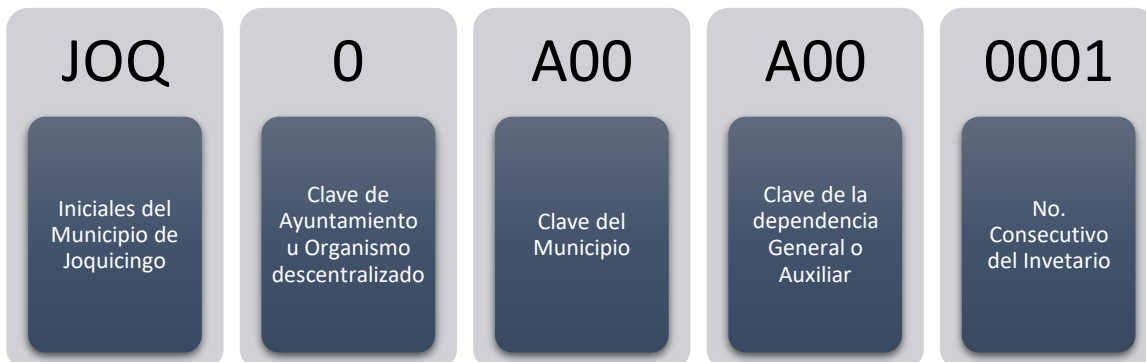 JOQ
Iniciales del
Municipio de
Joquicingo
0
Clave de
Ayuntamiento
u Organismo
descentralizado
A00
Clave del
Municipio
A00
Clave de la
dependencia
General o
Auxiliar
0001
No.
Consecutivo
del Invetario